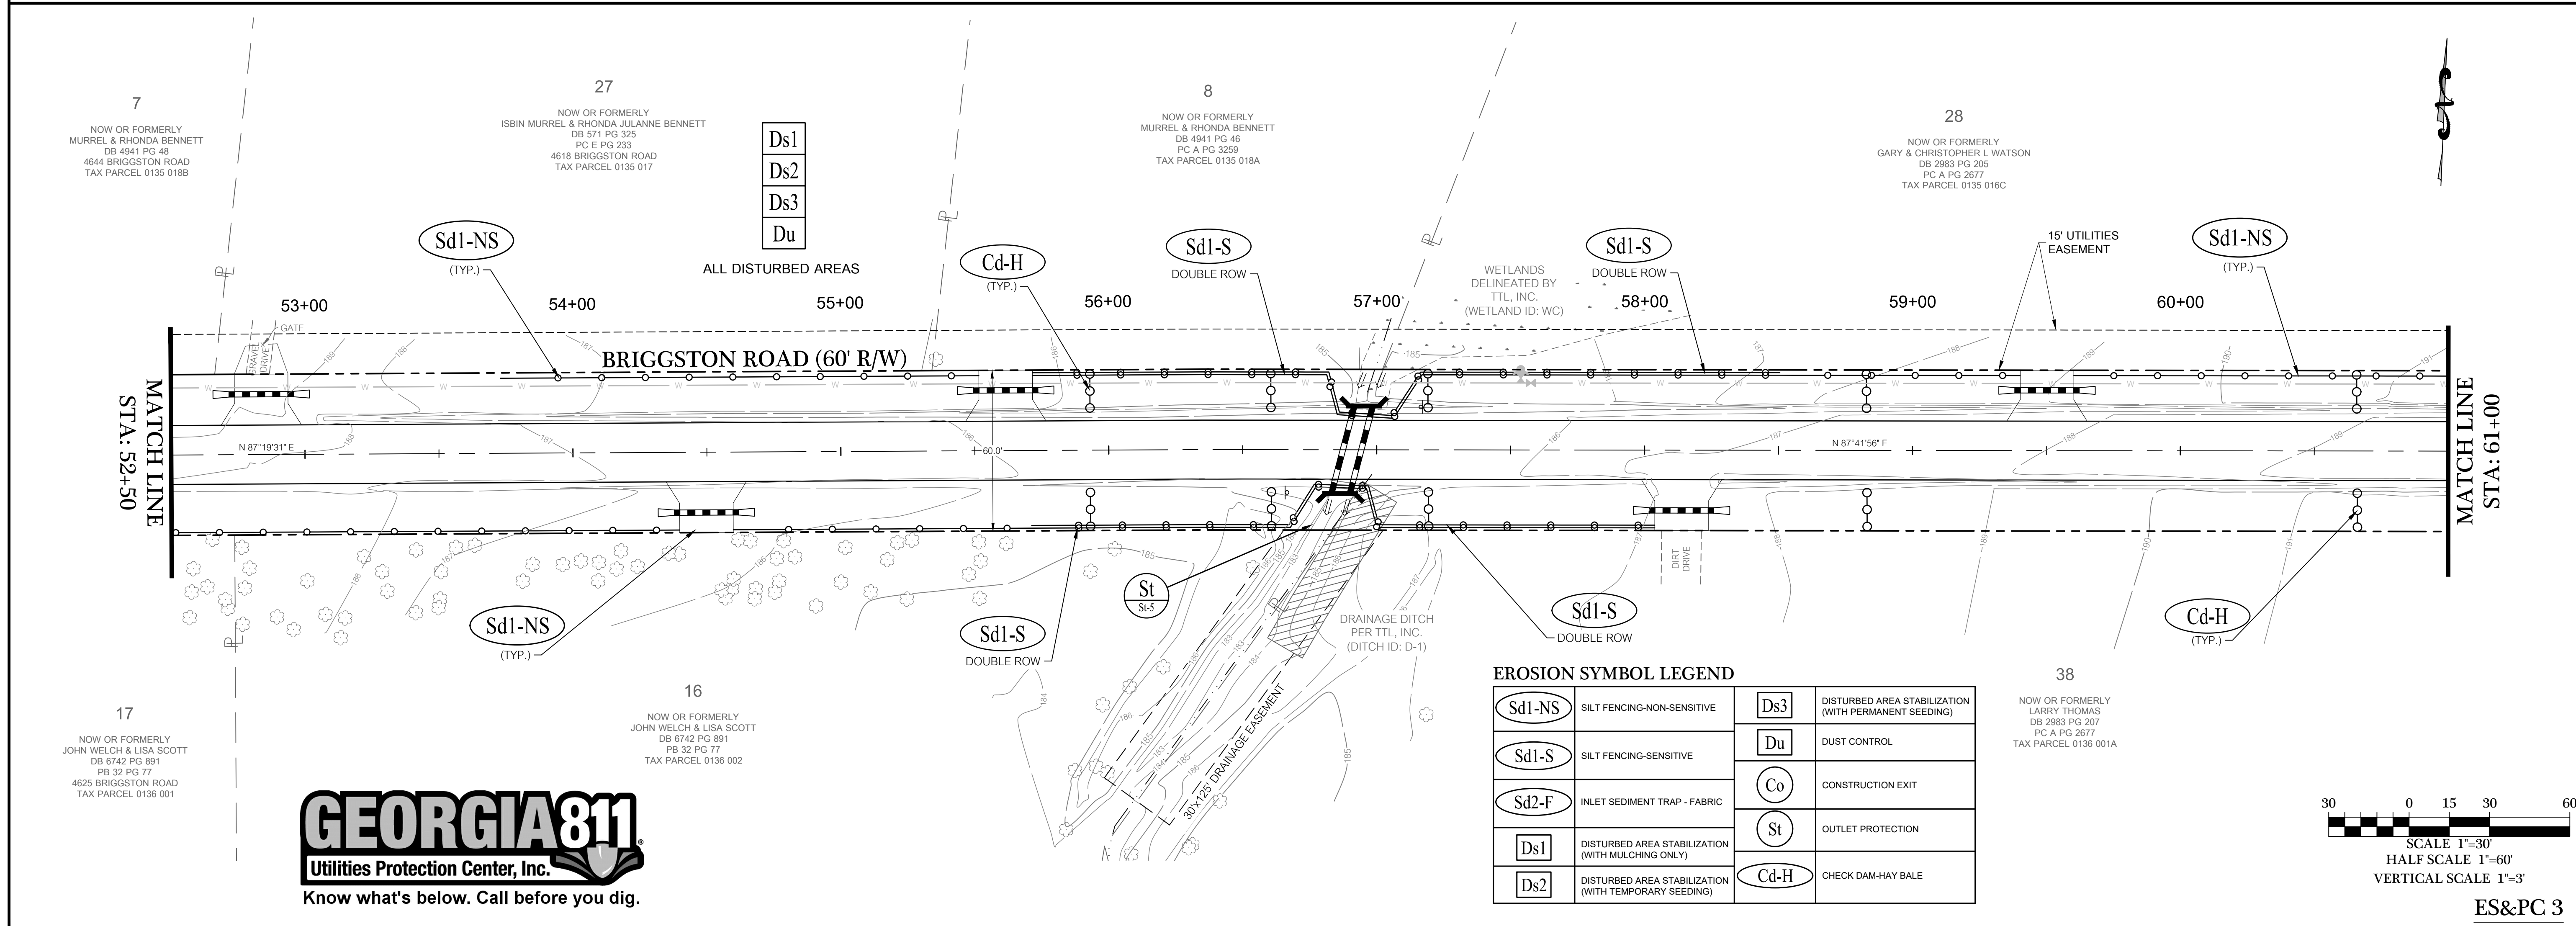 7
NOW OR FORMERLY
MURREL & RHONDA BENNETT
DB 4941 PG 48
4644 BRIGGSTON ROAD
TAX PARCEL 0135 018B
27
NOW OR FORMERLY
ISBIN MURREL & RHONDA JULANNE BENNETT
DB 571 PG 325
PC E PG 233
4618 BRIGGSTON ROAD
TAX PARCEL 0135 017
Ds1
Ds2
Ds3
Du
ALL DISTURBED AREAS
8
NOW OR FORMERLY
MURREL & RHONDA BENNETT
DB 4941 PG 46
PC A PG 3259
TAX PARCEL 0135 018A
28
NOW OR FORMERLY
GARY & CHRISTOPHER L WATSON
DB 2983 PG 205
PC A PG 2677
TAX PARCEL 0135 016C
Sd1-NS
(TYP.)
Cd-H
(TYP.)
Sd1-S
DOUBLE ROW
WETLANDS
DELINEATED BY
TTL, INC.
(WETLAND ID: WC)
Sd1-S
DOUBLE ROW
15' UTILITIES
EASEMENT
Sd1-NS
(TYP.)
53+00 54+00 55+00 56+00 57+00 58+00 59+00 60+00
GATE
GRAVEL
DRIVE
BRIGGSTON ROAD (60' R/W)
MATCH LINE
STA: 52+50
N 87°19'31" E
60.0'
N 87°41'56" E
MATCH LINE
STA: 61+00
DIRT
DRIVE
Sd1-NS
(TYP.)
Sd1-S
DOUBLE ROW
St
St-5
DRAINAGE DITCH
PER TTL, INC.
(DITCH ID: D-1)
Sd1-S
DOUBLE ROW
Cd-H
(TYP.)
30'x125' DRAINAGE EASEMENT
17
NOW OR FORMERLY
JOHN WELCH & LISA SCOTT
DB 6742 PG 891
PB 32 PG 77
4625 BRIGGSTON ROAD
TAX PARCEL 0136 001
16
NOW OR FORMERLY
JOHN WELCH & LISA SCOTT
DB 6742 PG 891
PB 32 PG 77
TAX PARCEL 0136 002
38
NOW OR FORMERLY
LARRY THOMAS
DB 2983 PG 207
PC A PG 2677
TAX PARCEL 0136 001A
GEORGIA811
Utilities Protection Center, Inc.
Know what's below. Call before you dig.
EROSION SYMBOL LEGEND
Sd1-NS SILT FENCING-NON-SENSITIVE
Sd1-S SILT FENCING-SENSITIVE
Sd2-F INLET SEDIMENT TRAP - FABRIC
Ds1 DISTURBED AREA STABILIZATION
(WITH MULCHING ONLY)
Ds2 DISTURBED AREA STABILIZATION
(WITH TEMPORARY SEEDING)
Ds3 DISTURBED AREA STABILIZATION
(WITH PERMANENT SEEDING)
Du DUST CONTROL
Co CONSTRUCTION EXIT
St OUTLET PROTECTION
Cd-H CHECK DAM-HAY BALE
30 0 15 30 60
SCALE 1"=30'
HALF SCALE 1"=60'
VERTICAL SCALE 1"=3'
ES&PC 3